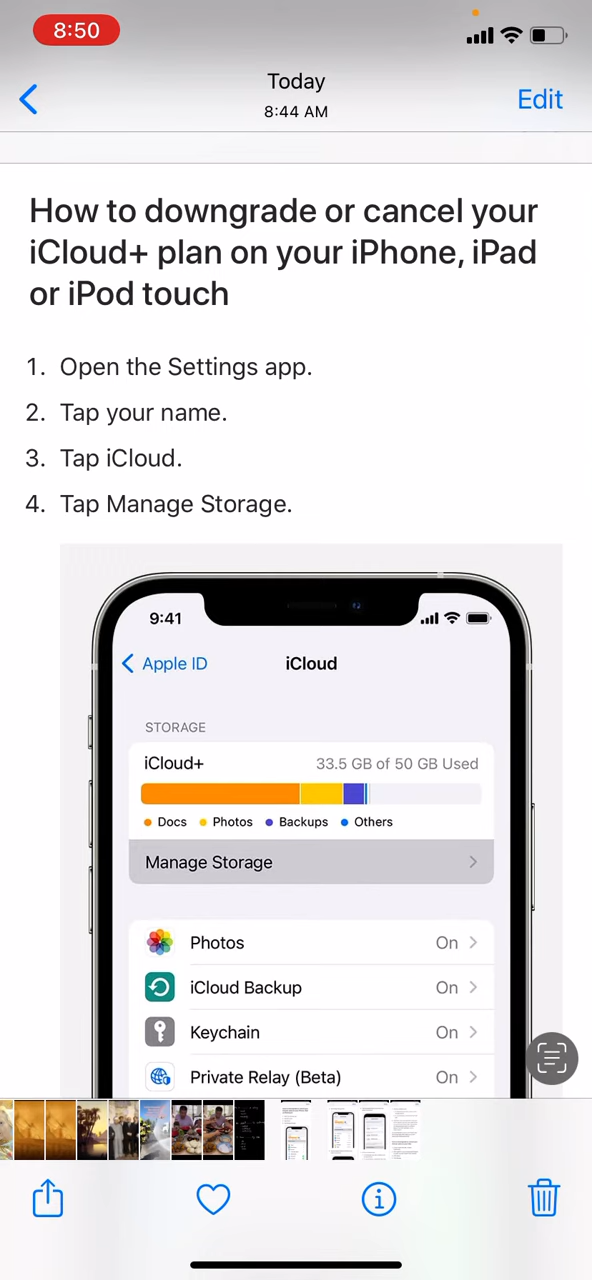 8:50
Today
8:44 AM
Edit
How to downgrade or cancel your
iCloud+ plan on your iPhone, iPad
or iPod touch
1. Open the Settings app.
2. Tap your name.
3. Tap iCloud.
4. Tap Manage Storage.
9:41
Apple ID
iCloud
STORAGE
iCloud+ 33.5 GB of 50 GB Used
Docs Photos Backups Others
Manage Storage
Photos On
iCloud Backup On
Keychain On
Private Relay (Beta) On